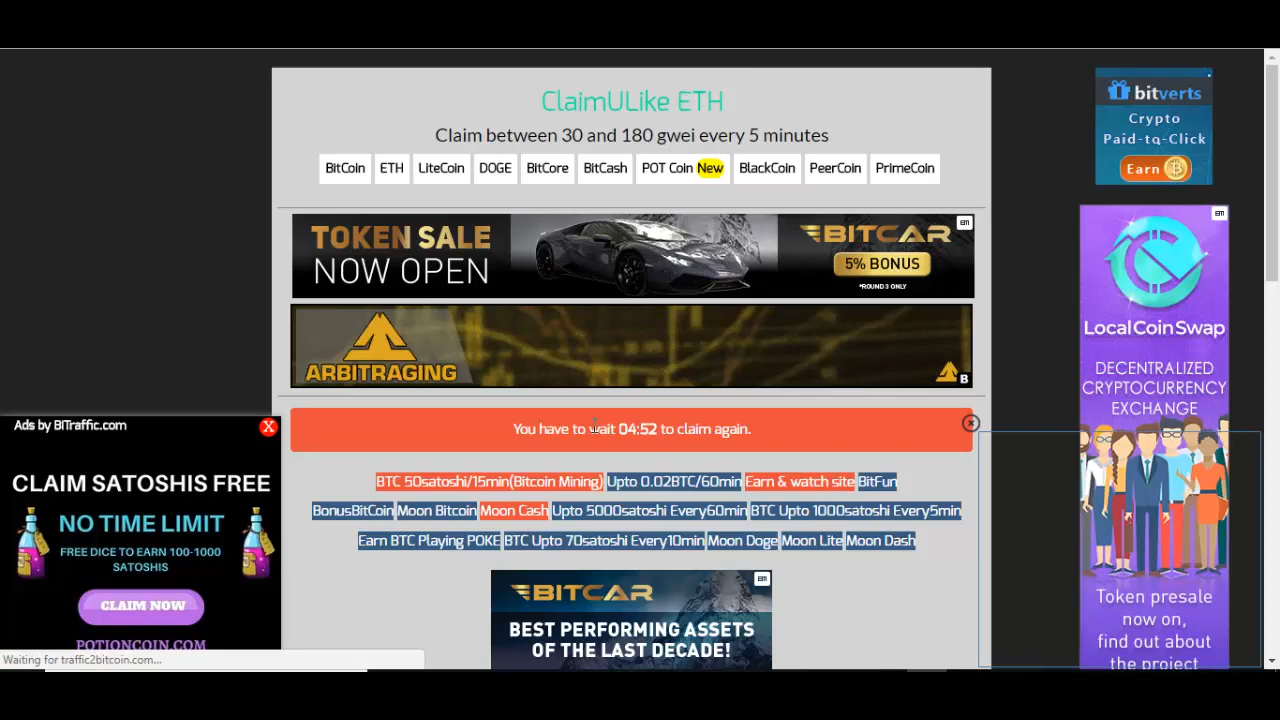 ClaimULike ETH
Claim between 30 and 180 gwei every 5 minutes
BitCoin ETH LiteCoin DOGE BitCore BitCash POT Coin New BlackCoin PeerCoin PrimeCoin
TOKEN SALE
NOW OPEN
BITCAR
5% BONUS
*ROUND 3 ONLY
ARBITRAGING
B
You have to wait 04:52 to claim again.
BTC 50satoshi/15min(Bitcoin Mining) Upto 0.02BTC/60min Earn & watch site BitFun
BonusBitCoin Moon Bitcoin Moon Cash Upto 5000satoshi Every60min BTC Upto 1000satoshi Every5min
Earn BTC Playing POKE BTC Upto 70satoshi Every10min Moon Doge Moon Lite Moon Dash
BITCAR
BEST PERFORMING ASSETS
OF THE LAST DECADE!
Ads by BITraffic.com X
CLAIM SATOSHIS FREE
NO TIME LIMIT
FREE DICE TO EARN 100-1000
SATOSHIS
CLAIM NOW
POTIONCOIN.COM
Waiting for traffic2bitcoin.com...
bitverts
Crypto
Paid-to-Click
Earn
LocalCoinSwap
DECENTRALIZED
CRYPTOCURRENCY
EXCHANGE
Token presale
now on,
find out about
the project